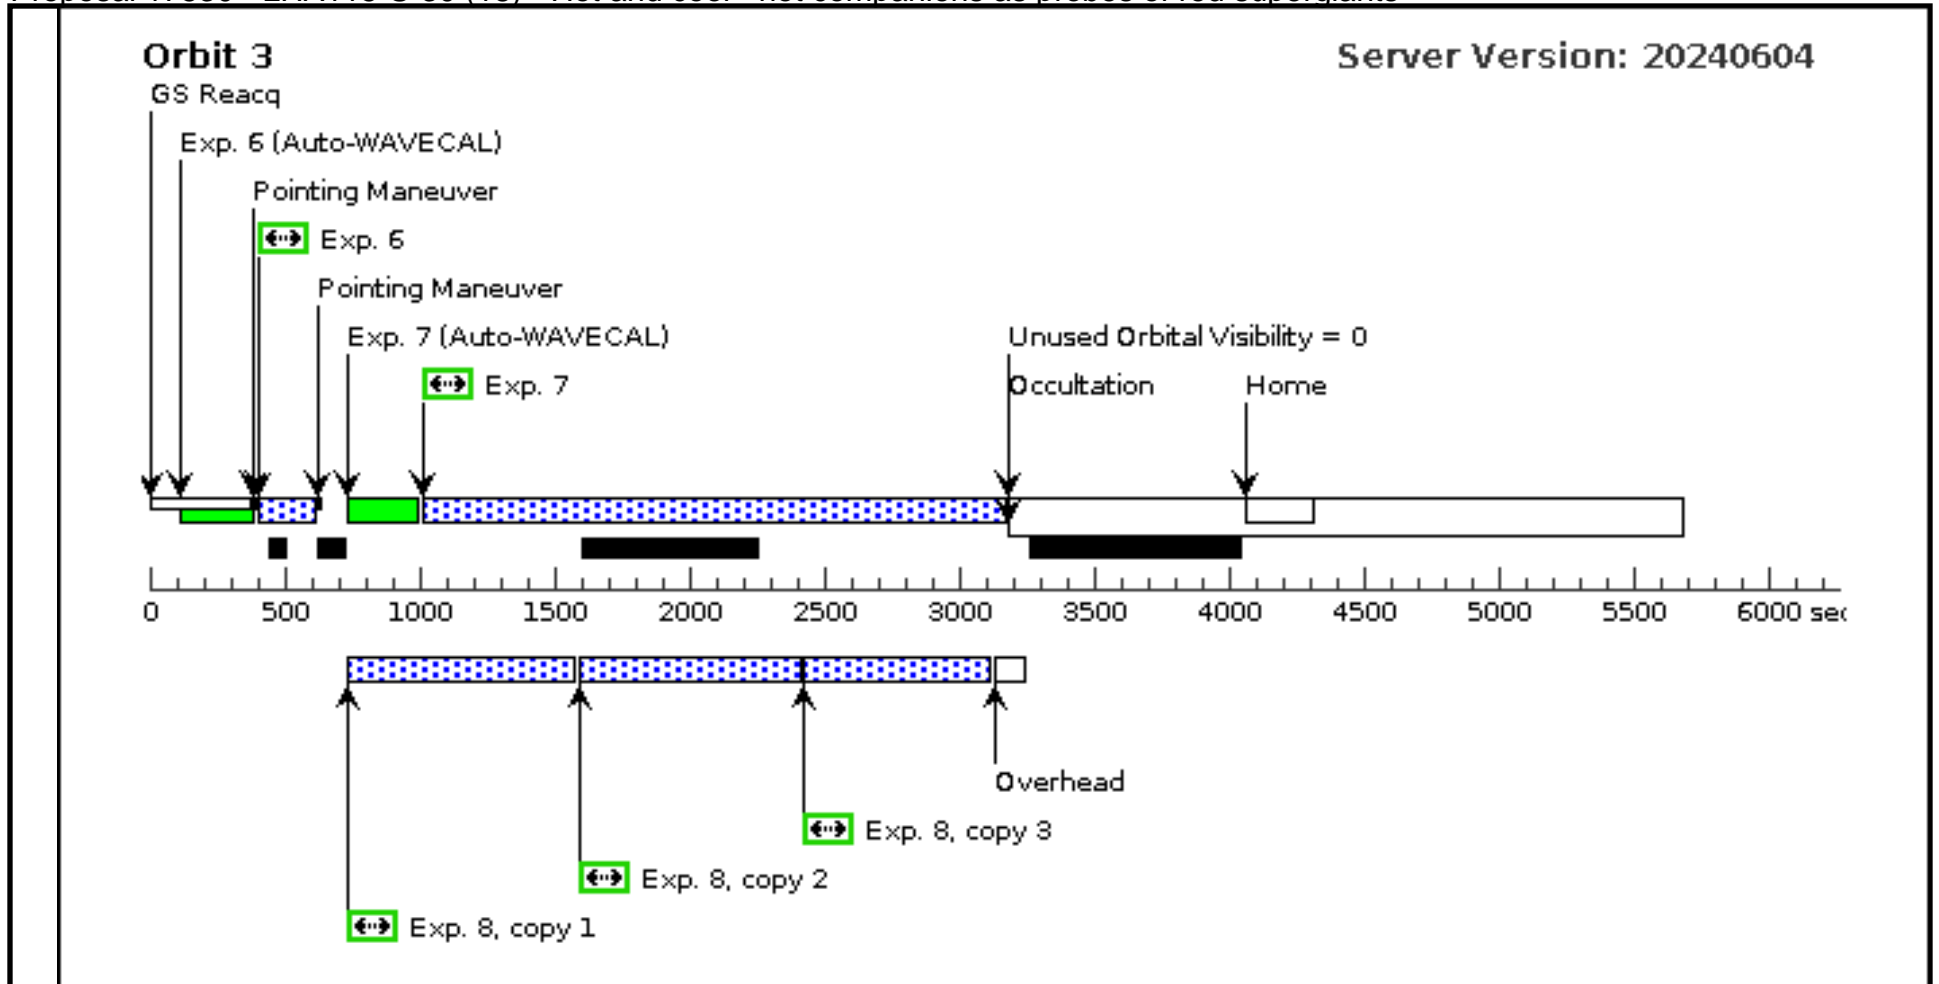 Orbit 3
Server Version: 20240604
GS Reacq
Exp. 6 (Auto-WAVECAL)
Pointing Maneuver
Exp. 6
Pointing Maneuver
Exp. 7 (Auto-WAVECAL)
Unused Orbital Visibility = 0
Exp. 7
Occultation
Home
0 500 1000 1500 2000 2500 3000 3500 4000 4500 5000 5500 6000 sec
Overhead
Exp. 8, copy 3
Exp. 8, copy 2
Exp. 8, copy 1